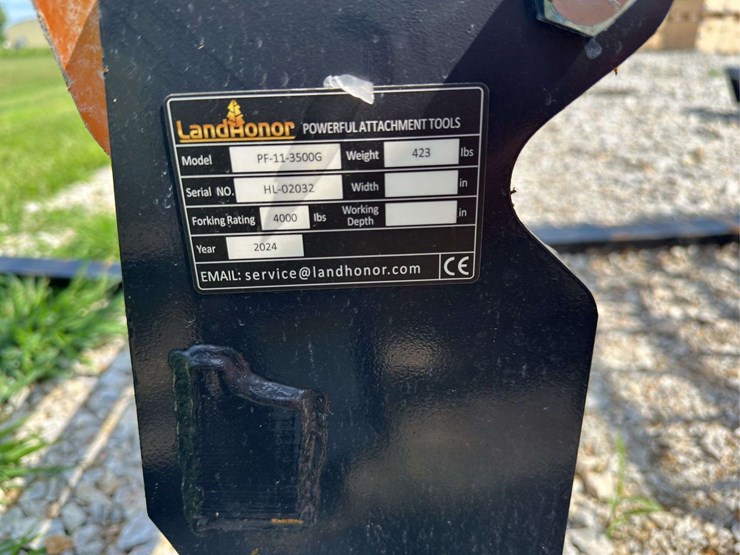 LandHonor POWERFUL ATTACHMENT TOOLS
Model PF-11-3500G Weight 423 lbs
Serial NO. HL-02032 Width in
Forking Rating 4000 lbs Working Depth in
Year 2024
EMAIL: service@landhonor.com CE